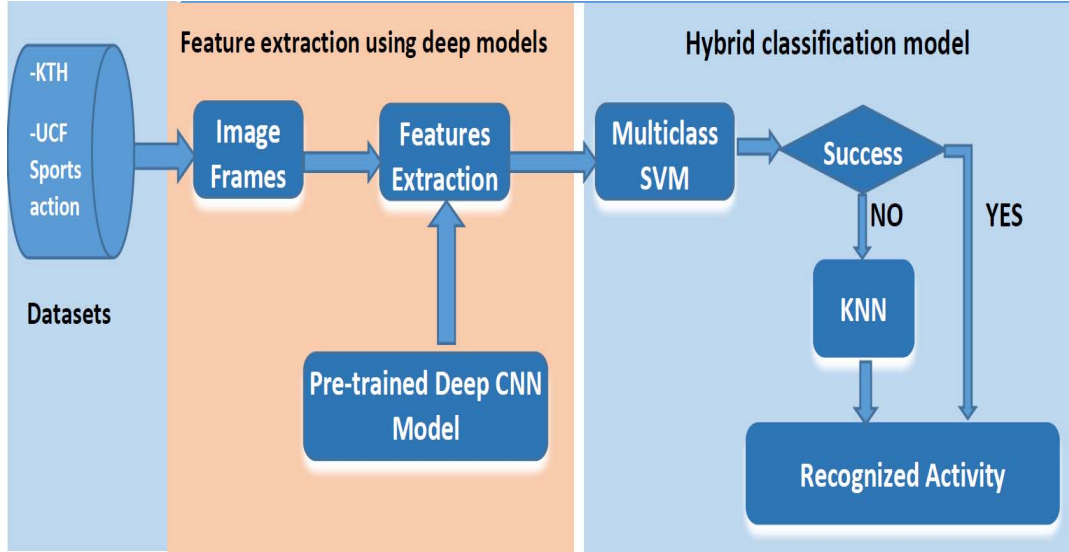 Feature extraction using deep models
Hybrid classification model
-KTH
-UCF
Sports
action
Datasets
Image
Frames
Features
Extraction
Pre-trained Deep CNN
Model
Multiclass
SVM
Success
NO
YES
KNN
Recognized Activity